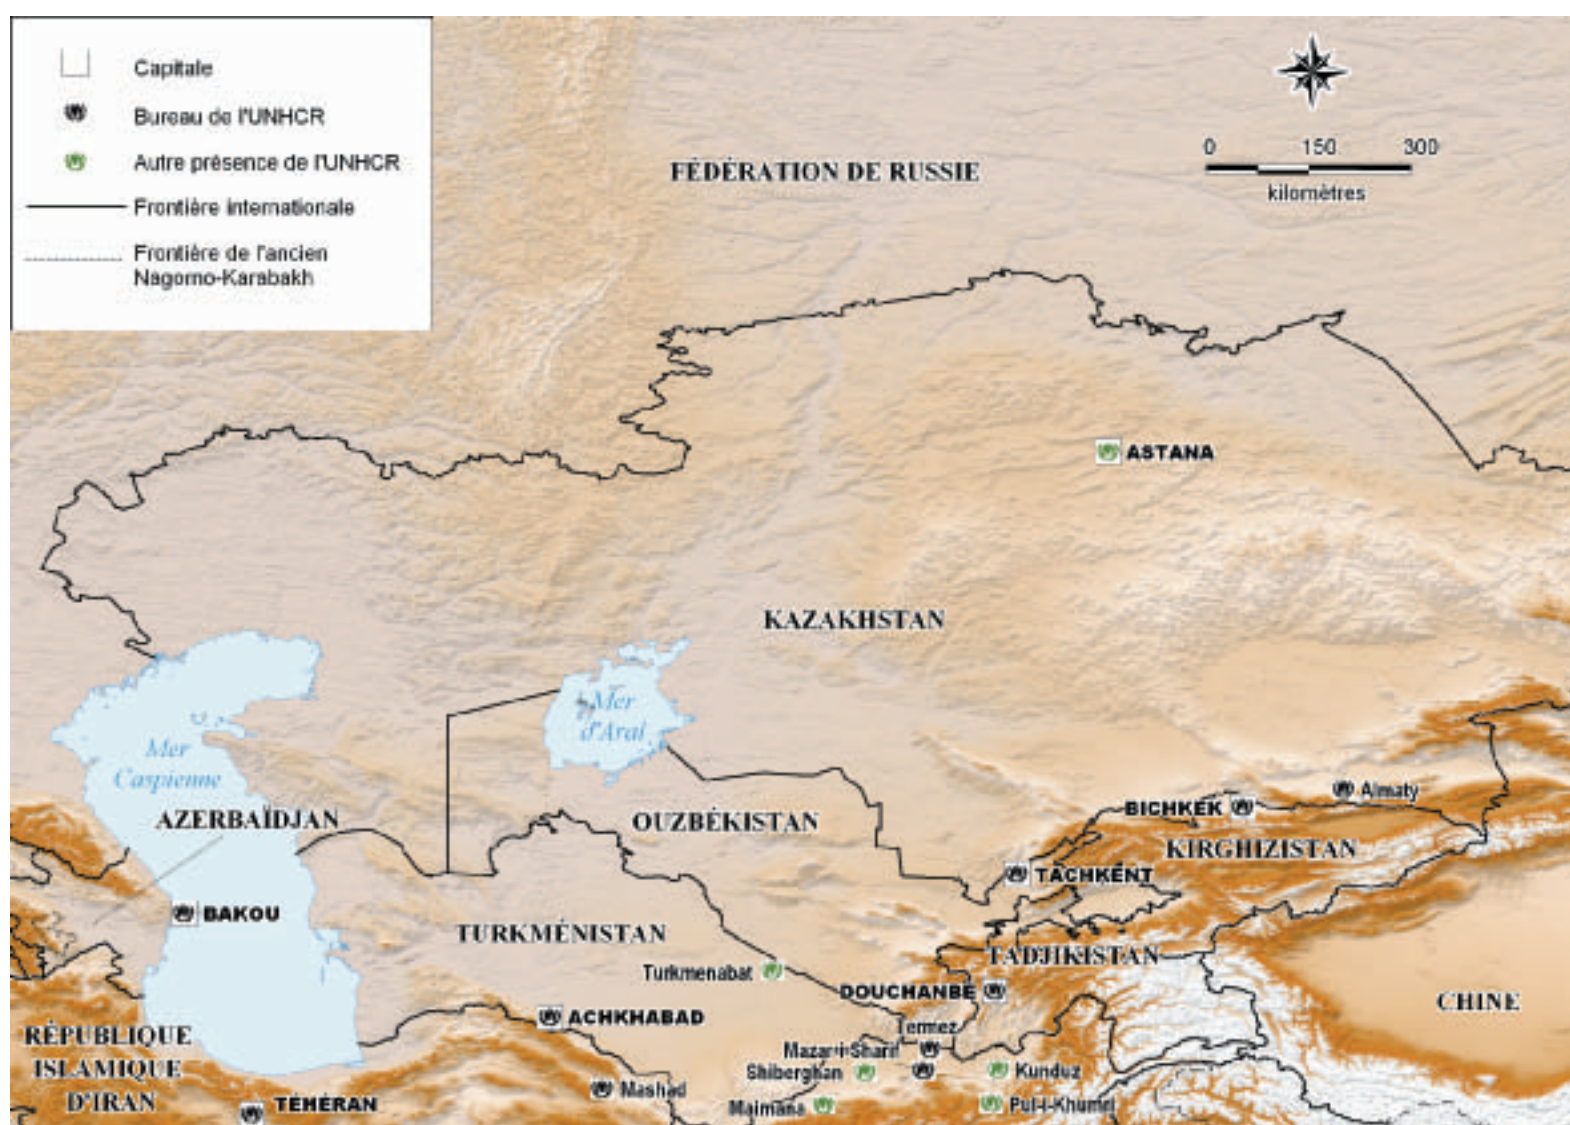 Capitale
Bureau de l'UNHCR
Autre présence de l'UNHCR
Frontière internationale
Frontière de l'ancien
Nagorno-Karabakh
0 150 300
kilomètres
FÉDÉRATION DE RUSSIE
ASTANA
KAZAKHSTAN
Mer
d'Aral
Mer
Caspienne
AZERBAÏDJAN
OUZBÉKISTAN
BICHKEK
Almaty
KIRGHIZISTAN
TACHKENT
BAKOU
TURKMÉNISTAN
TADJIKISTAN
Turkmenabat
DOUCHANBE
CHINE
ACHKHABAD
Termez
RÉPUBLIQUE
ISLAMIQUE
D'IRAN
Mazar-i-Sharif
Shiberghan
Kunduz
Mashad
TÉHÉRAN
Maimana
Pul-i-Khumri